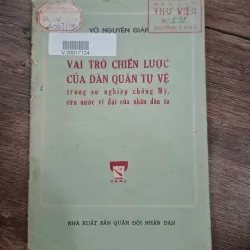 VÕ NGUYÊN GIÁP
THƯ VIỆN
V.00017134
VAI TRÒ CHIẾN LƯỢC
CỦA DÂN QUÂN TỰ VỆ
trong sự nghiệp chống Mỹ,
cứu nước vĩ đại của nhân dân ta
NHÀ XUẤT BẢN QUÂN ĐỘI NHÂN DÂN